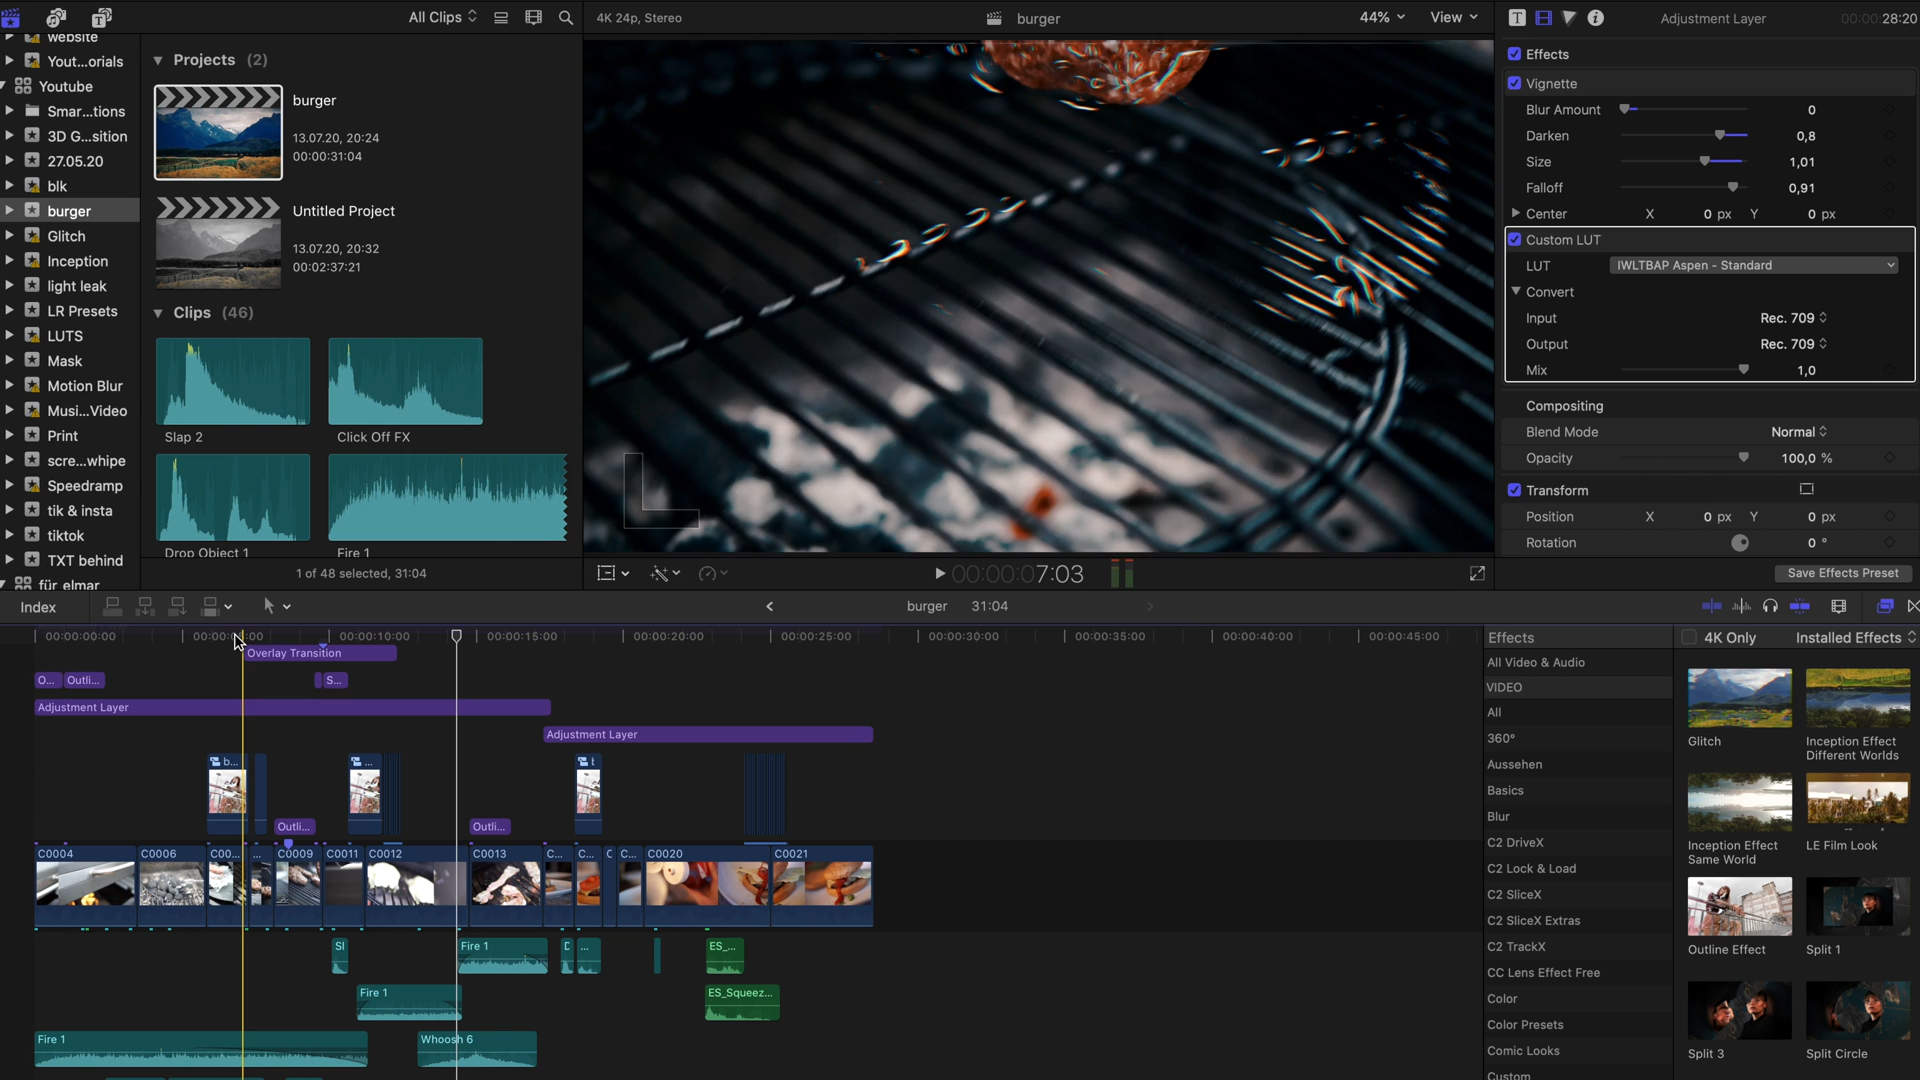 All Clips
4K 24p, Stereo
burger
44%
View
Adjustment Layer
00:00:28:20
website
Yout...orials
Youtube
Smar...tions
3D G...sition
27.05.20
blk
burger
Glitch
Inception
light leak
LR Presets
LUTS
Mask
Motion Blur
Musi...Video
Print
scre...whipe
Speedramp
tik & insta
tiktok
TXT behind
für elmar
Projects (2)
burger
13.07.20, 20:24
00:00:31:04
Untitled Project
13.07.20, 20:32
00:02:37:21
Clips (46)
Slap 2
Click Off FX
Drop Object 1
Fire 1
1 of 48 selected, 31:04
00:00:07:03
Effects
Vignette
Blur Amount 0
Darken 0,8
Size 1,01
Falloff 0,91
Center X 0 px Y 0 px
Custom LUT
LUT IWLTBAP Aspen - Standard
Convert
Input Rec. 709
Output Rec. 709
Mix 1,0
Compositing
Blend Mode Normal
Opacity 100,0 %
Transform
Position X 0 px Y 0 px
Rotation 0 °
Save Effects Preset
Index
burger 31:04
00:00:00:00
00:00:10:00
00:00:15:00
00:00:20:00
00:00:25:00
00:00:30:00
00:00:35:00
00:00:40:00
00:00:45:00
Overlay Transition
O... Outli... S...
Adjustment Layer
Adjustment Layer
b...
...
Outli...
Outli...
C0004 C0006 C00... ... C0009 C0011 C0012 C0013 C... C... C C... C0020 C0021
Sl Fire 1 ... ES_...
Fire 1 ES_Squeez...
Fire 1 Whoosh 6
Effects
4K Only
Installed Effects
All Video & Audio
VIDEO
All
360°
Aussehen
Basics
Blur
C2 DriveX
C2 Lock & Load
C2 SliceX
C2 SliceX Extras
C2 TrackX
CC Lens Effect Free
Color
Color Presets
Comic Looks
Custom
Glitch
Inception Effect Different Worlds
Inception Effect Same World
LE Film Look
Outline Effect
Split 1
Split 3
Split Circle